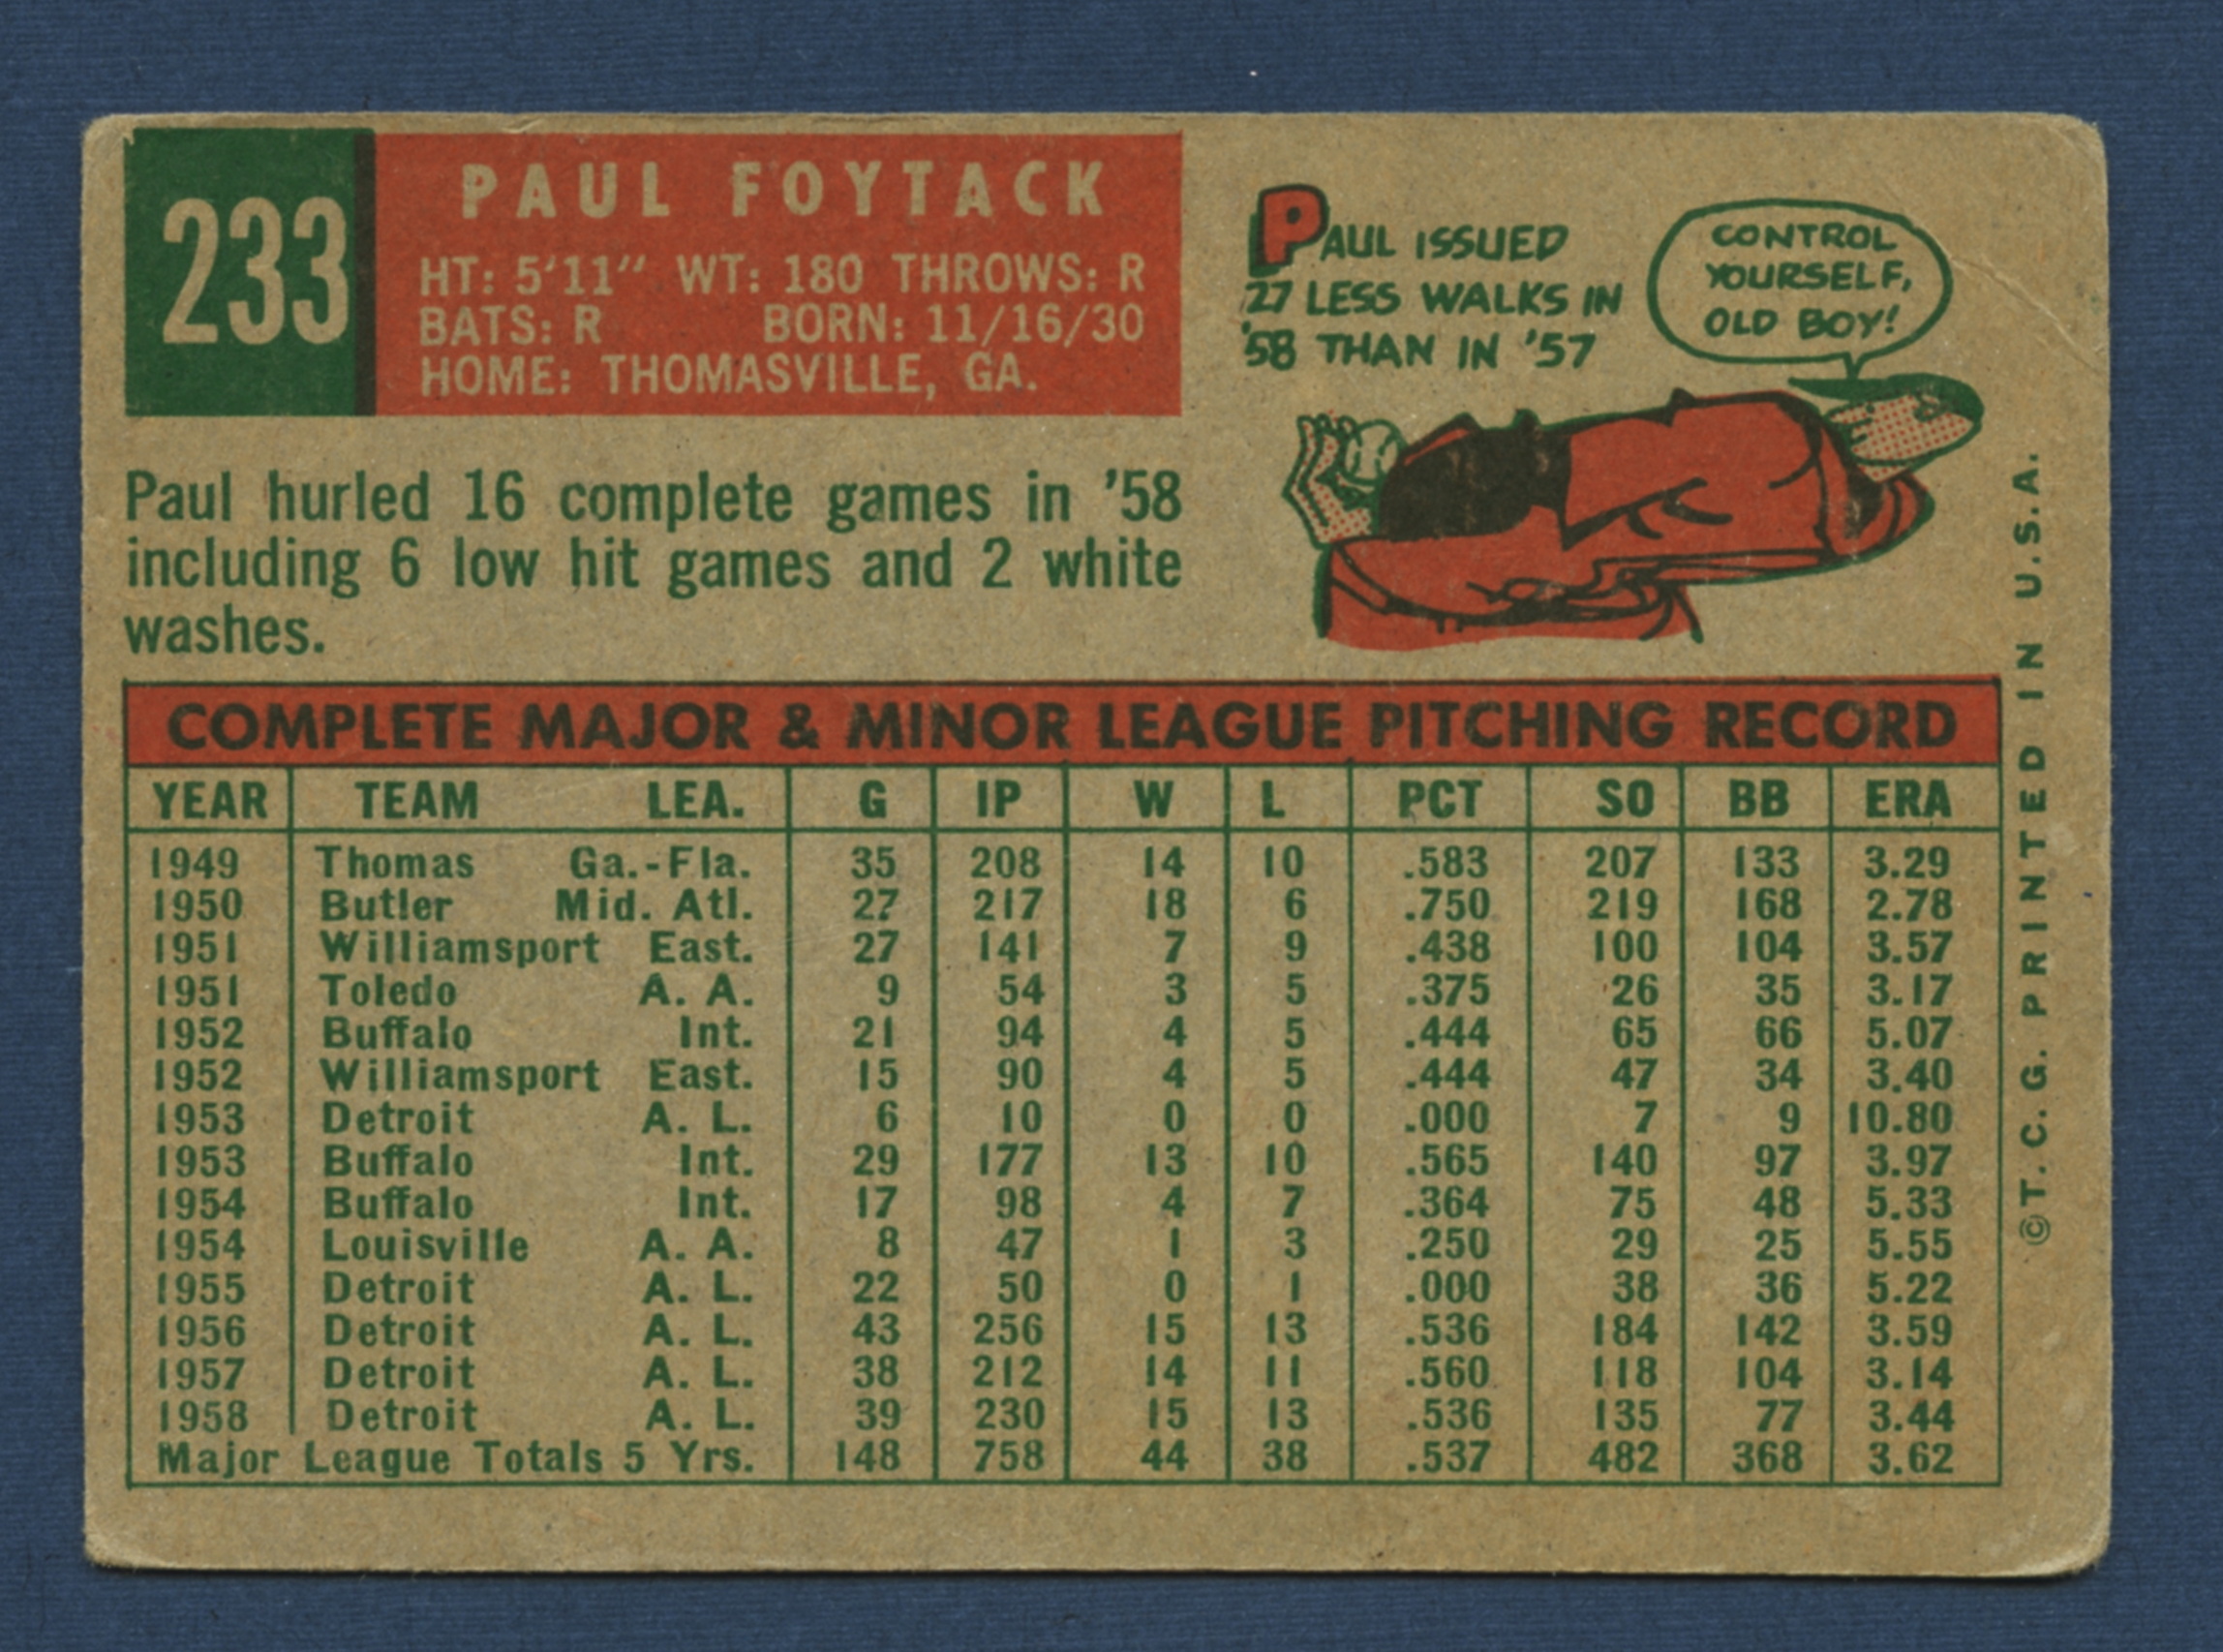 233
PAUL FOYTACK
HT: 5'11" WT: 180 THROWS: R
BATS: R BORN: 11/16/30
HOME: THOMASVILLE, GA.
PAUL ISSUED
27 LESS WALKS IN
'58 THAN IN '57
CONTROL
YOURSELF,
OLD BOY!
Paul hurled 16 complete games in '58
including 6 low hit games and 2 white
washes.
COMPLETE MAJOR & MINOR LEAGUE PITCHING RECORD
YEAR TEAM LEA. G IP W L PCT SO BB ERA
1949 Thomas Ga.-Fla. 35 208 14 10 .583 207 133 3.29
1950 Butler Mid. Atl. 27 217 18 6 .750 219 168 2.78
1951 Williamsport East. 27 141 7 9 .438 100 104 3.57
1951 Toledo A. A. 9 54 3 5 .375 26 35 3.17
1952 Buffalo Int. 21 94 4 5 .444 65 66 5.07
1952 Williamsport East. 15 90 4 5 .444 47 34 3.40
1953 Detroit A. L. 6 10 0 0 .000 7 9 10.80
1953 Buffalo Int. 29 177 13 10 .565 140 97 3.97
1954 Buffalo Int. 17 98 4 7 .364 75 48 5.33
1954 Louisville A. A. 8 47 1 3 .250 29 25 5.55
1955 Detroit A. L. 22 50 0 1 .000 38 36 5.22
1956 Detroit A. L. 43 256 15 13 .536 184 142 3.59
1957 Detroit A. L. 38 212 14 11 .560 118 104 3.14
1958 Detroit A. L. 39 230 15 13 .536 135 77 3.44
Major League Totals 5 Yrs. 148 758 44 38 .537 482 368 3.62
©T. C. G. PRINTED IN U.S.A.